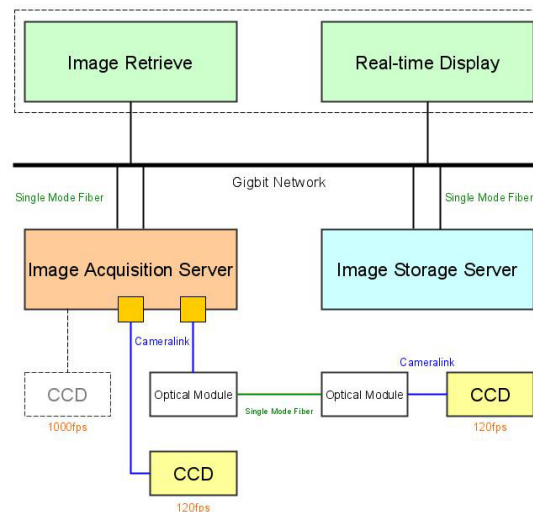 Image Retrieve
Real-time Display
Gigbit Network
Single Mode Fiber
Single Mode Fiber
Image Acquisition Server
Image Storage Server
Cameralink
Cameralink
CCD
Optical Module
Optical Module
CCD
Single Mode Fiber
1000fps
120fps
CCD
120fps